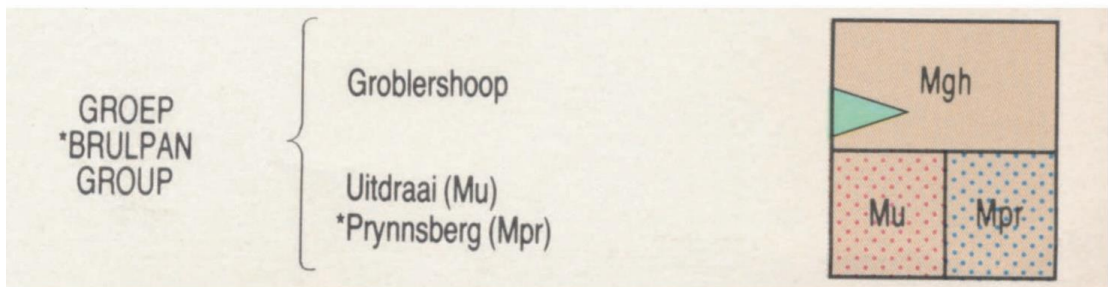 GROEP
*BRULPAN
GROUP
Groblershoop
Uitdraai (Mu)
*Prynnsberg (Mpr)
Mgh
Mu
Mpr